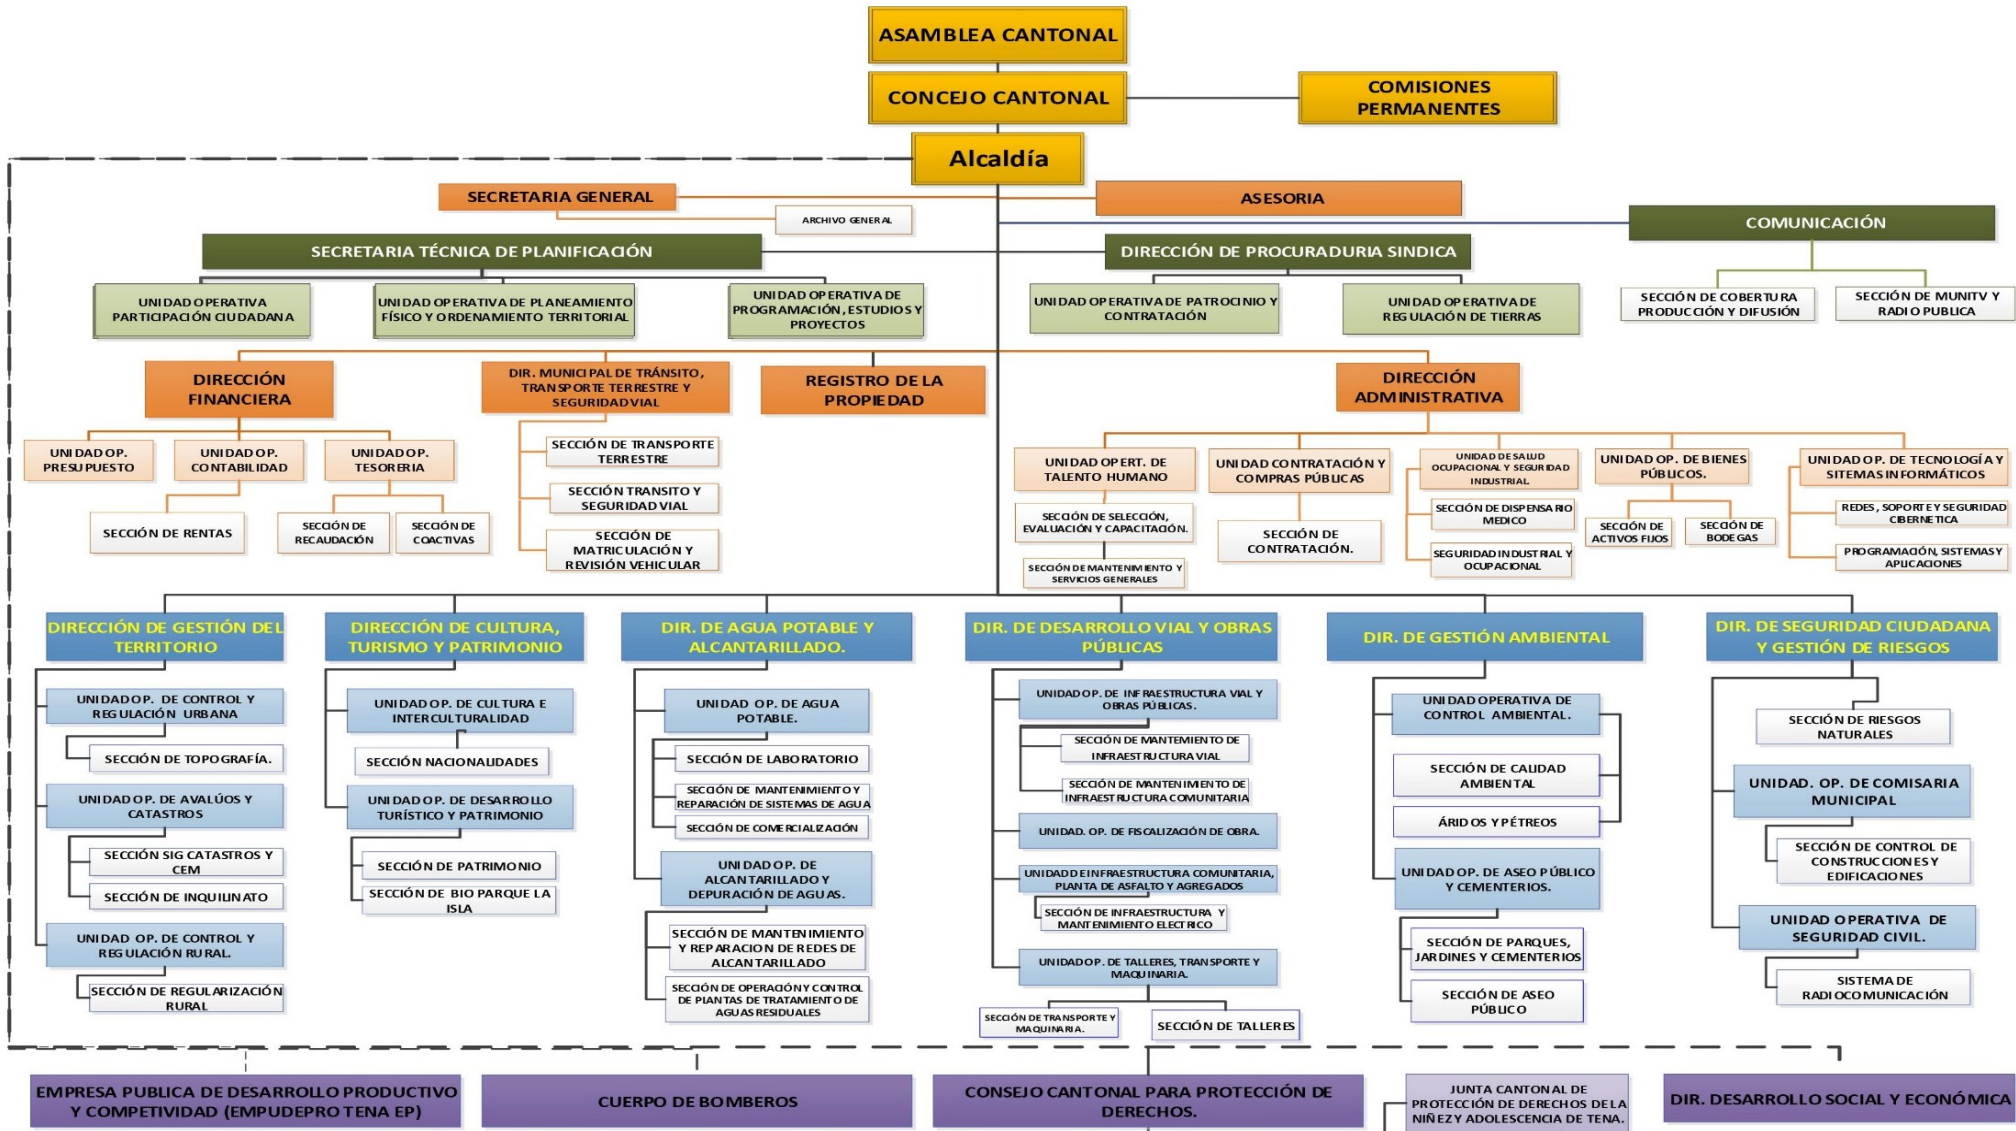 ASAMBLEA CANTONAL
CONCEJO CANTONAL
COMISIONES
PERMANENTES
Alcaldía
SECRETARIA GENERAL
ASESORIA
ARCHIVO GENERAL
COMUNICACIÓN
SECRETARIA TÉCNICA DE PLANIFICACIÓN
DIRECCIÓN DE PROCURADURIA SINDICA
UNIDAD OPERATIVA
PARTICIPACIÓN CIUDADANA
UNIDAD OPERATIVA DE PLANEAMIENTO
FÍSICO Y ORDENAMIENTO TERRITORIAL
UNIDAD OPERATIVA DE
PROGRAMACIÓN, ESTUDIOS Y
PROYECTOS
UNIDAD OPERATIVA DE PATROCINIO Y
CONTRATACIÓN
UNIDAD OPERATIVA DE
REGULACIÓN DE TIERRAS
SECCIÓN DE COBERTURA
PRODUCCIÓN Y DIFUSIÓN
SECCIÓN DE MUNITV Y
RADIO PUBLICA
DIRECCIÓN
FINANCIERA
DIR. MUNICIPAL DE TRÁNSITO,
TRANSPORTE TERRESTRE Y
SEGURIDAD VIAL
REGISTRO DE LA
PROPIEDAD
DIRECCIÓN
ADMINISTRATIVA
UNIDAD OP.
PRESUPUESTO
UNIDAD OP.
CONTABILIDAD
UNIDAD OP.
TESORERIA
SECCIÓN DE RENTAS
SECCIÓN DE
RECAUDACIÓN
SECCIÓN DE
COACTIVAS
SECCIÓN DE TRANSPORTE
TERRESTRE
SECCIÓN TRANSITO Y
SEGURIDAD VIAL
SECCIÓN DE
MATRICULACIÓN Y
REVISIÓN VEHICULAR
UNIDAD OPERT. DE
TALENTO HUMANO
SECCIÓN DE SELECCIÓN,
EVALUACIÓN Y CAPACITACIÓN.
SECCIÓN DE MANTENIMIENTO Y
SERVICIOS GENERALES
UNIDAD CONTRATACIÓN Y
COMPRAS PÚBLICAS
SECCIÓN DE
CONTRATACIÓN.
UNIDAD DE SALUD
OCUPACIONAL Y SEGURIDAD
INDUSTRIAL.
SECCIÓN DE DISPENSARIO
MEDICO
SEGURIDAD INDUSTRIAL Y
OCUPACIONAL
UNIDAD OP. DE BIENES
PÚBLICOS.
SECCIÓN DE
ACTIVOS FIJOS
SECCIÓN DE
BODEGAS
UNIDAD OP. DE TECNOLOGÍA Y
SITEMAS INFORMÁTICOS
REDES, SOPORTE Y SEGURIDAD
CIBERNETICA
PROGRAMACIÓN, SISTEMAS Y
APLICACIONES
DIRECCIÓN DE GESTIÓN DEL
TERRITORIO
UNIDAD OP. DE CONTROL Y
REGULACIÓN URBANA
SECCIÓN DE TOPOGRAFÍA.
UNIDAD OP. DE AVALÚOS Y
CATASTROS
SECCIÓN SIG CATASTROS Y
CEM
SECCIÓN DE INQUILINATO
UNIDAD OP. DE CONTROL Y
REGULACIÓN RURAL.
SECCIÓN DE REGULARIZACIÓN
RURAL
DIRECCIÓN DE CULTURA,
TURISMO Y PATRIMONIO
UNIDAD OP. DE CULTURA E
INTERCULTURALIDAD
SECCIÓN NACIONALIDADES
UNIDAD OP. DE DESARROLLO
TURÍSTICO Y PATRIMONIO
SECCIÓN DE PATRIMONIO
SECCIÓN DE BIO PARQUE LA
ISLA
DIR. DE AGUA POTABLE Y
ALCANTARILLADO.
UNIDAD OP. DE AGUA
POTABLE.
SECCIÓN DE LABORATORIO
SECCIÓN DE MANTENIMIENTO Y
REPARACIÓN DE SISTEMAS DE AGUA
SECCIÓN DE COMERCIALIZACIÓN
UNIDAD OP. DE
ALCANTARILLADO Y
DEPURACIÓN DE AGUAS.
SECCIÓN DE MANTENIMIENTO
Y REPARACION DE REDES DE
ALCANTARILLADO
SECCIÓN DE OPERACIÓN Y CONTROL
DE PLANTAS DE TRATAMIENTO DE
AGUAS RESIDUALES
DIR. DE DESARROLLO VIAL Y OBRAS
PÚBLICAS
UNIDAD OP. DE INFRAESTRUCTURA VIAL Y
OBRAS PÚBLICAS.
SECCIÓN DE MANTEMIENTO DE
INFRAESTRUCTURA VIAL
SECCIÓN DE MANTENIMIENTO DE
INFRAESTRUCTURA COMUNITARIA
UNIDAD. OP. DE FISCALIZACIÓN DE OBRA.
UNIDAD DE INFRAESTRUCTURA COMUNITARIA,
PLANTA DE ASFALTO Y AGREGADOS
SECCIÓN DE INFRAESTRUCTURA Y
MANTENIMIENTO ELECTRICO
UNIDAD OP. DE TALLERES, TRANSPORTE Y
MAQUINARIA.
SECCIÓN DE TRANSPORTE Y
MAQUINARIA.
SECCIÓN DE TALLERES
DIR. DE GESTIÓN AMBIENTAL
UNIDAD OPERATIVA DE
CONTROL AMBIENTAL.
SECCIÓN DE CALIDAD
AMBIENTAL
ÁRIDOS Y PÉTREOS
UNIDAD OP. DE ASEO PÚBLICO
Y CEMENTERIOS.
SECCIÓN DE PARQUES,
JARDINES Y CEMENTERIOS
SECCIÓN DE ASEO
PÚBLICO
DIR. DE SEGURIDAD CIUDADANA
Y GESTIÓN DE RIESGOS
SECCIÓN DE RIESGOS
NATURALES
UNIDAD. OP. DE COMISARIA
MUNICIPAL
SECCIÓN DE CONTROL DE
CONSTRUCCIONES Y
EDIFICACIONES
UNIDAD OPERATIVA DE
SEGURIDAD CIVIL.
SISTEMA DE
RADIOCOMUNICACIÓN
EMPRESA PUBLICA DE DESARROLLO PRODUCTIVO
Y COMPETIVIDAD (EMPUDEPRO TENA EP)
CUERPO DE BOMBEROS
CONSEJO CANTONAL PARA PROTECCIÓN DE
DERECHOS.
JUNTA CANTONAL DE
PROTECCIÓN DE DERECHOS DE LA
NIÑEZ Y ADOLESCENCIA DE TENA.
DIR. DESARROLLO SOCIAL Y ECONÓMICA